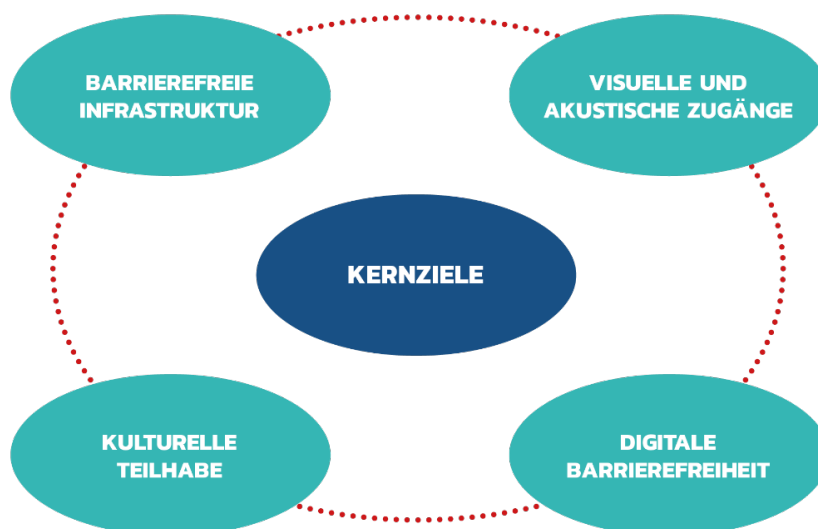 BARRIEREFREIE
INFRASTRUKTUR
VISUELLE UND
AKUSTISCHE ZUGÄNGE
KERNZIELE
KULTURELLE
TEILHABE
DIGITALE
BARRIEREFREIHEIT